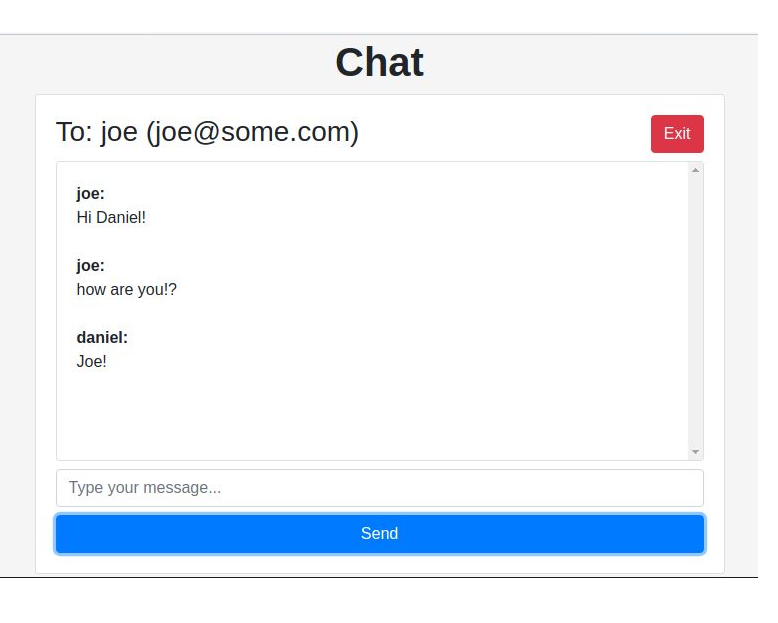 Chat
To: joe (joe@some.com)
Exit
joe:
Hi Daniel!
joe:
how are you!?
daniel:
Joe!
Type your message...
Send